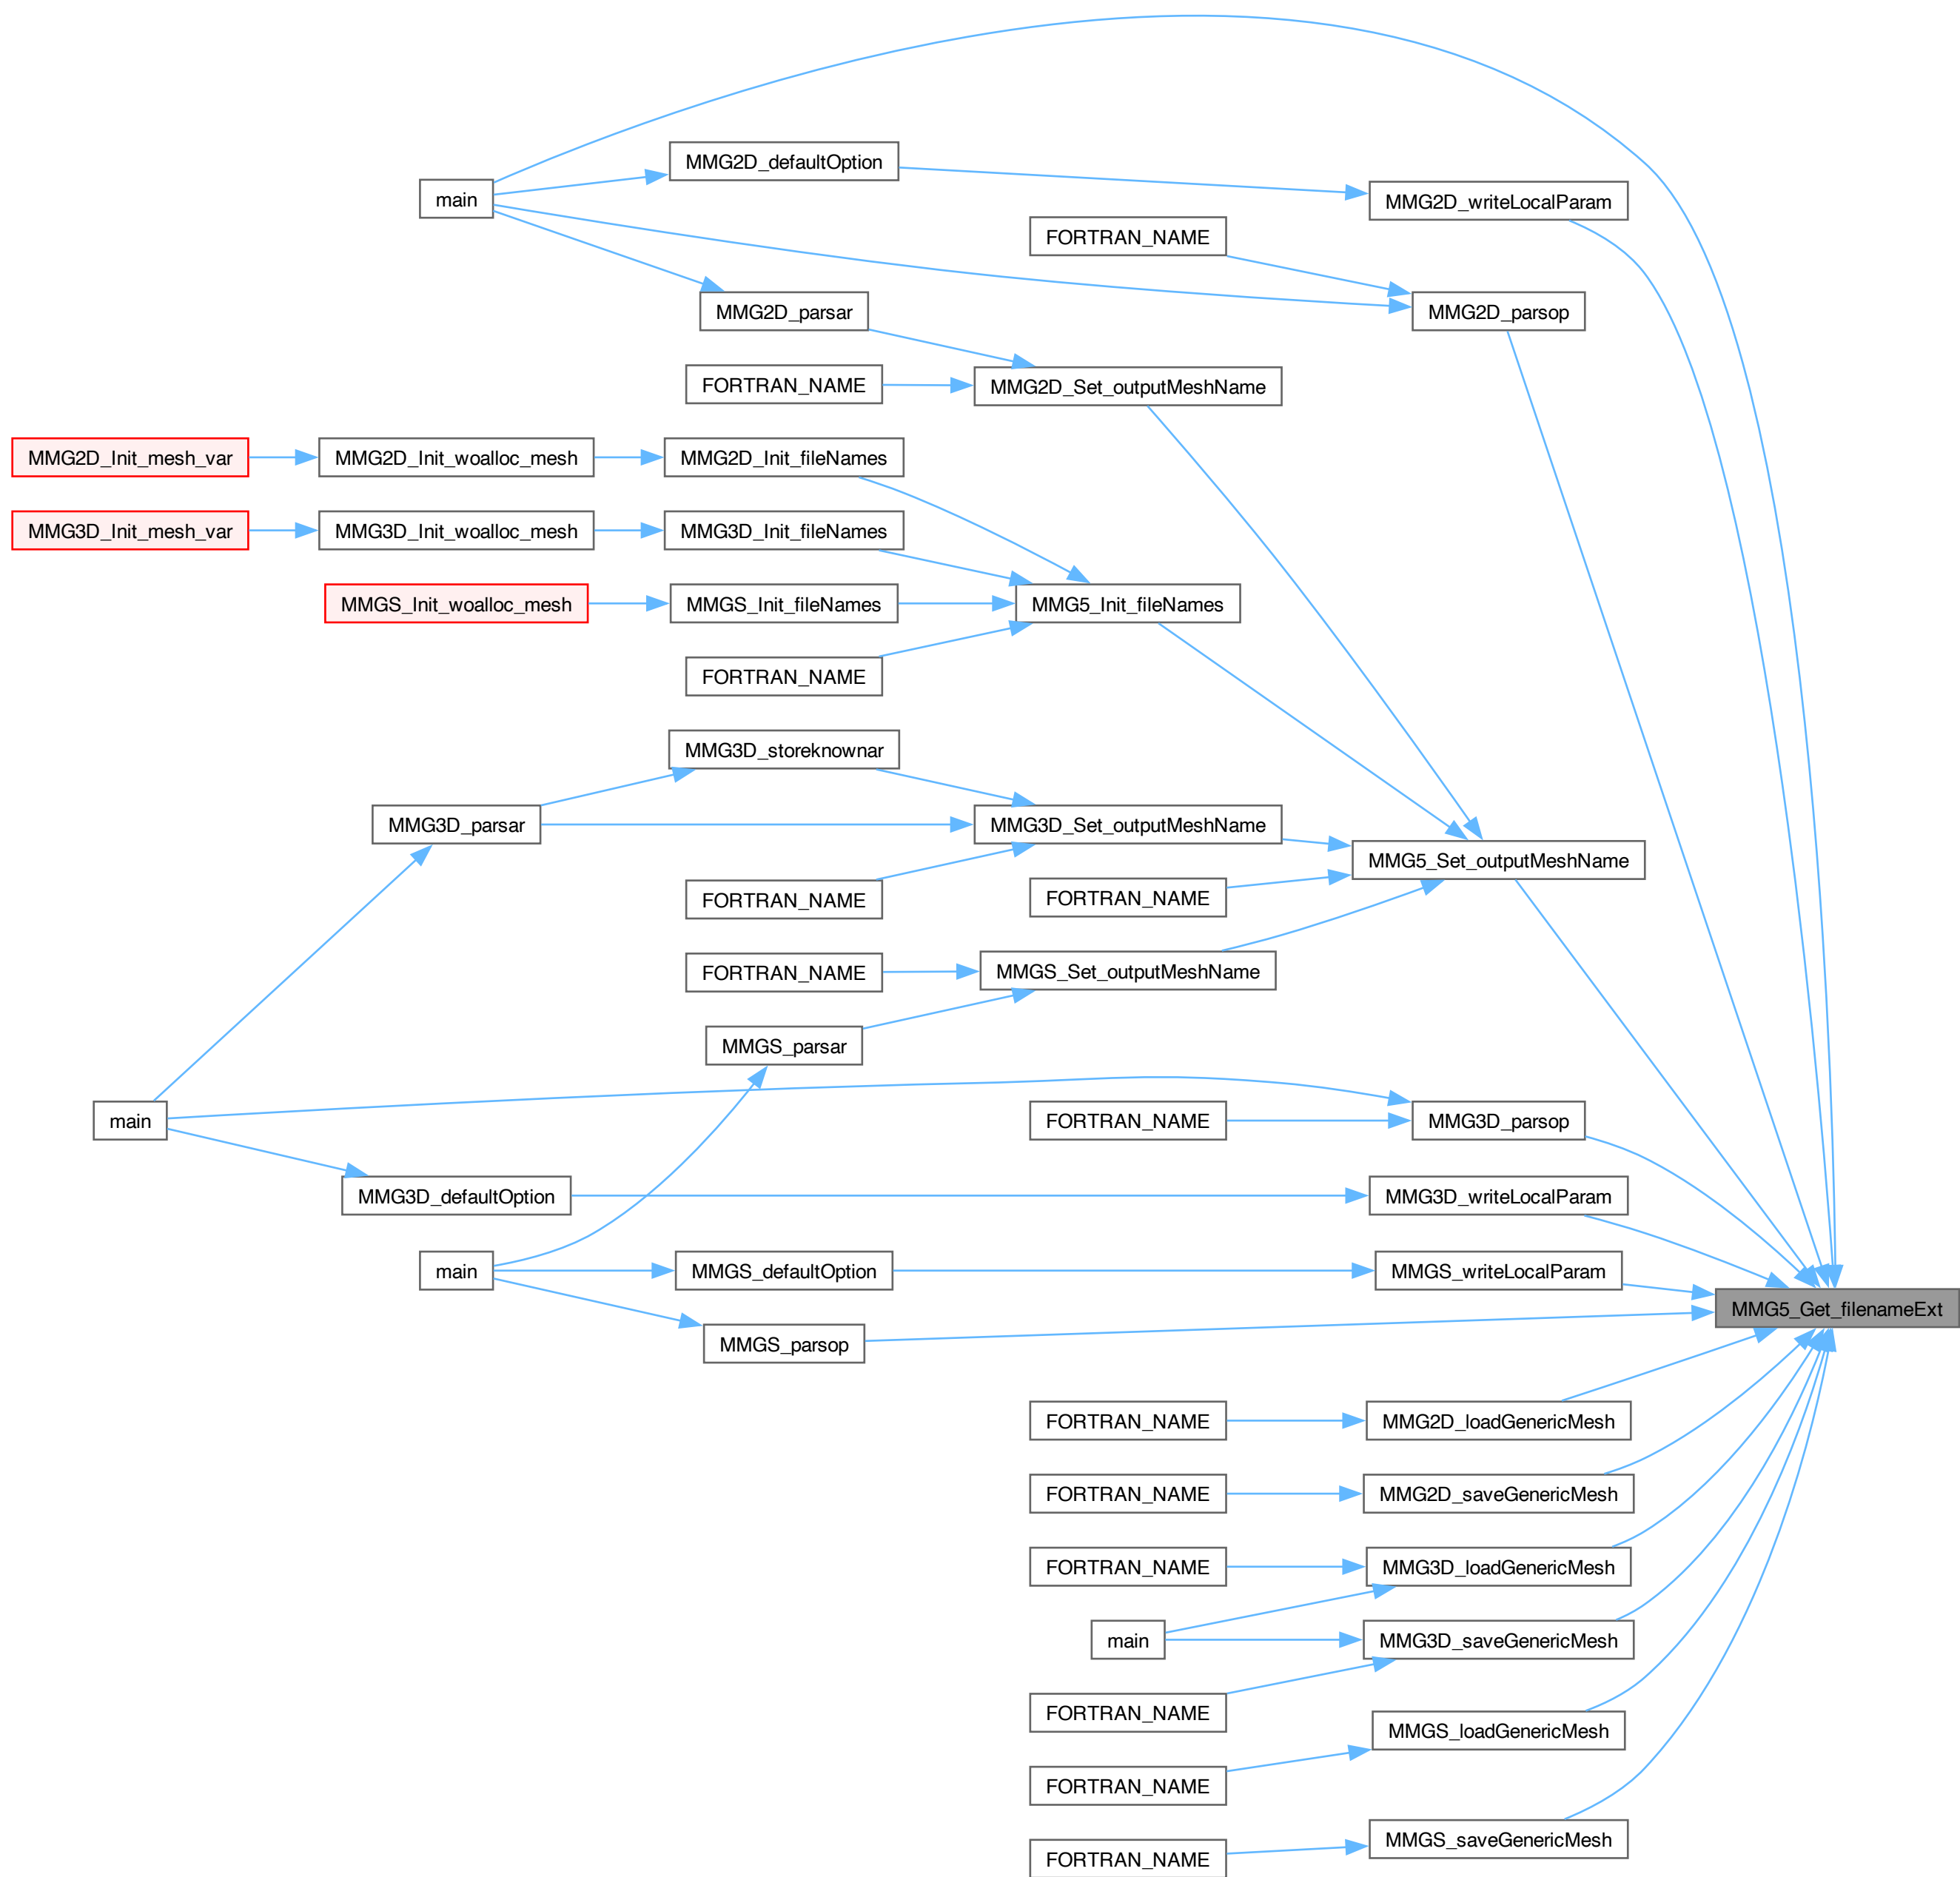 MMG2D_defaultOption
main
MMG2D_writeLocalParam
FORTRAN_NAME
MMG2D_parsar
MMG2D_parsop
FORTRAN_NAME
MMG2D_Set_outputMeshName
MMG2D_Init_mesh_var
MMG2D_Init_woalloc_mesh
MMG2D_Init_fileNames
MMG3D_Init_mesh_var
MMG3D_Init_woalloc_mesh
MMG3D_Init_fileNames
MMGS_Init_woalloc_mesh
MMGS_Init_fileNames
MMG5_Init_fileNames
FORTRAN_NAME
MMG3D_storeknownar
MMG3D_parsar
MMG3D_Set_outputMeshName
MMG5_Set_outputMeshName
FORTRAN_NAME
FORTRAN_NAME
FORTRAN_NAME
MMGS_Set_outputMeshName
MMGS_parsar
main
FORTRAN_NAME
MMG3D_parsop
MMG3D_defaultOption
MMG3D_writeLocalParam
main
MMGS_defaultOption
MMGS_writeLocalParam
MMG5_Get_filenameExt
MMGS_parsop
FORTRAN_NAME
MMG2D_loadGenericMesh
FORTRAN_NAME
MMG2D_saveGenericMesh
FORTRAN_NAME
MMG3D_loadGenericMesh
main
MMG3D_saveGenericMesh
FORTRAN_NAME
MMGS_loadGenericMesh
FORTRAN_NAME
MMGS_saveGenericMesh
FORTRAN_NAME